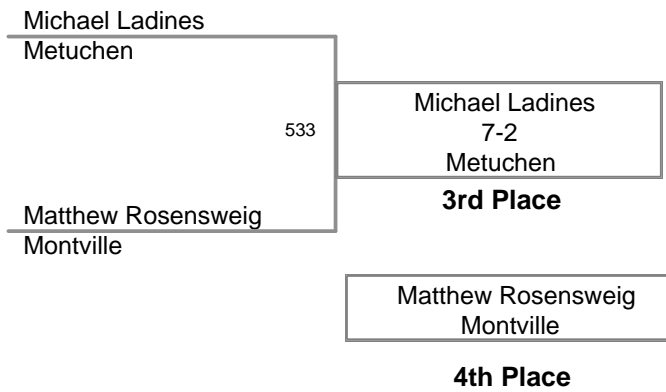 Michael Ladines
Metuchen
533
Michael Ladines
7-2
Metuchen
3rd Place
Matthew Rosensweig
Montville
Matthew Rosensweig
Montville
4th Place